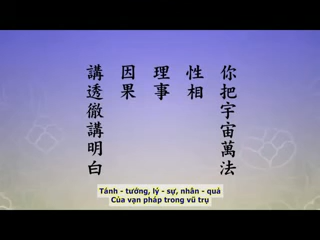 你把宇宙萬法
性相
理事
因果
講透徹講明白
Tánh - tướng, lý - sự, nhân - quả
Của vạn pháp trong vũ trụ